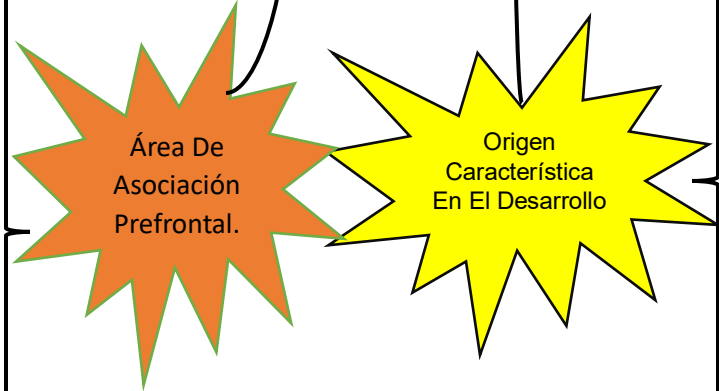 Área De
Asociación
Prefrontal.
Origen
Característica
En El Desarrollo